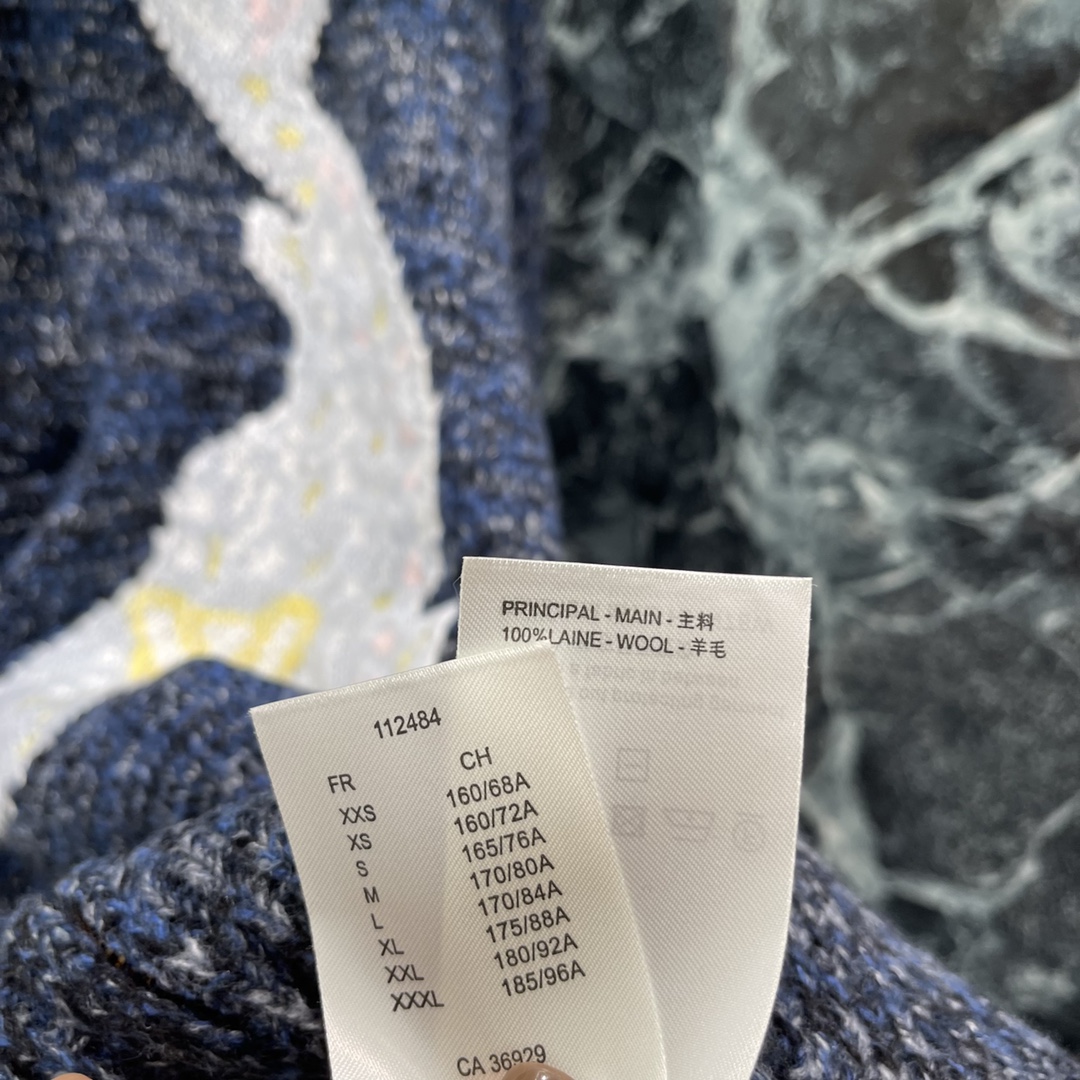 PRINCIPAL - MAIN - 主料
100%LAINE - WOOL - 羊毛
112484
FR CH
XXS 160/68A
XS 160/72A
S 165/76A
M 170/80A
L 170/84A
XL 175/88A
XXL 180/92A
XXXL 185/96A
CA 36929